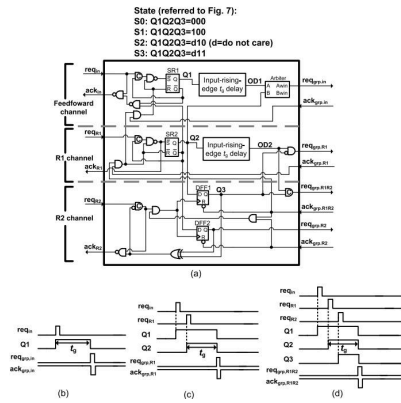 State (referred to Fig. 7):
S0: Q1Q2Q3=000
S1: Q1Q2Q3=100
S2: Q1Q2Q3=d10 (d=do not care)
S3: Q1Q2Q3=d11
req_in
ack_in
Feedfoward channel
SR1
S Q
R Q
Q1
Input-rising-edge t_g delay
OD1
Arbiter
A Awin
B Bwin
req_grp,in
ack_grp,in
req_R1
ack_R1
R1 channel
SR2
S Q
R Q
Q2
Input-rising-edge t_g delay
OD2
req_grp,R1
ack_grp,R1
req_R2
ack_R2
R2 channel
DFF1
D Q
R
Q3
DFF2
D Q
R
req_grp,R1R2
ack_grp,R1R2
(a)
req_in
Q1
t_g
req_grp,in
ack_grp,in
(b)
req_in
req_R1
Q1
Q2
t_g
req_grp,R1
ack_grp,R1
(c)
req_in
req_R1
req_R2
Q1
Q2
t_g
Q3
req_grp,R1R2
ack_grp,R1R2
(d)